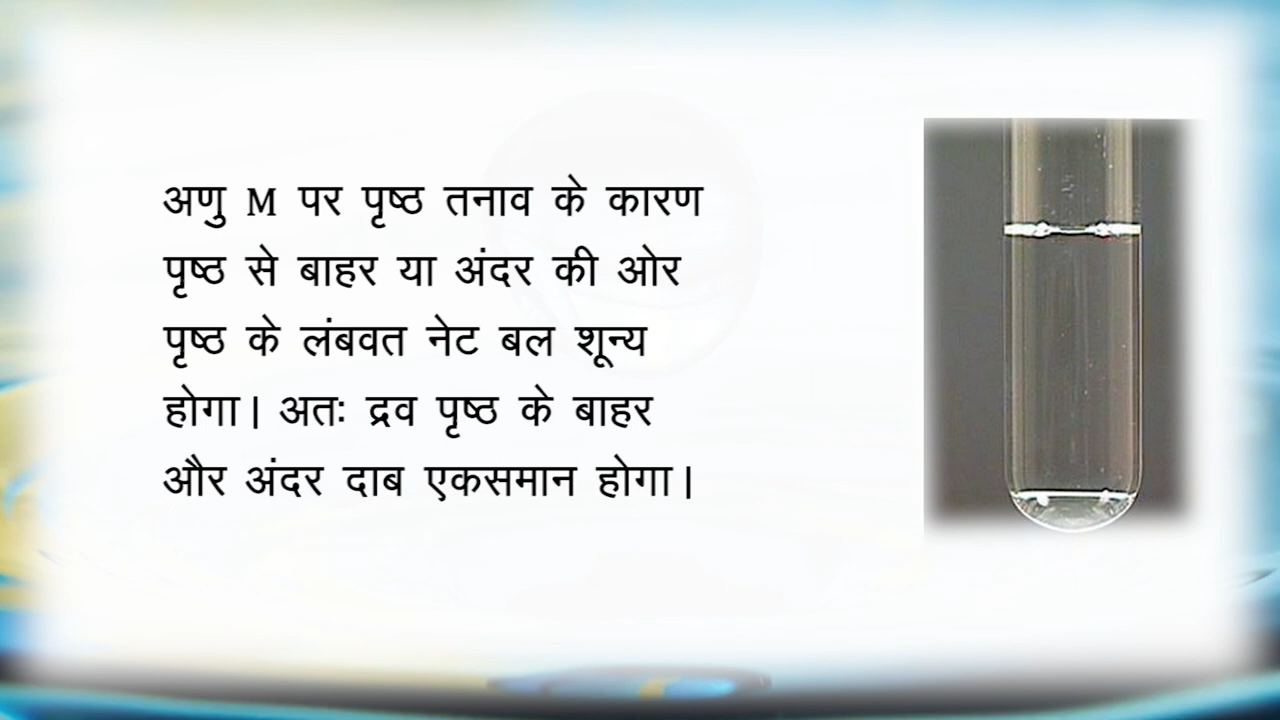 अणु M पर पृष्ठ तनाव के कारण
पृष्ठ से बाहर या अंदर की ओर
पृष्ठ के लंबवत नेट बल शून्य
होगा। अतः द्रव पृष्ठ के बाहर
और अंदर दाब एकसमान होगा।